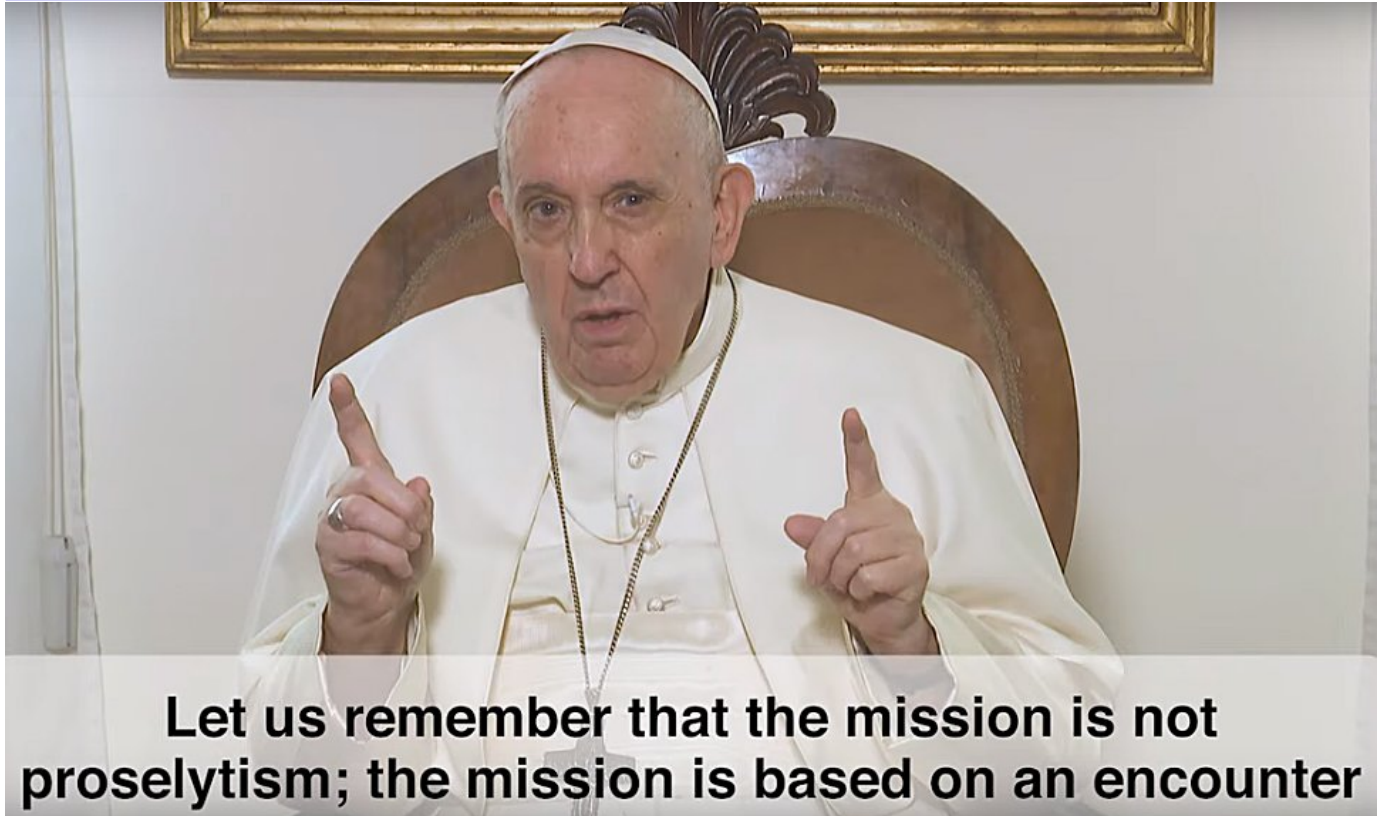 Let us remember that the mission is not
proselytism; the mission is based on an encounter